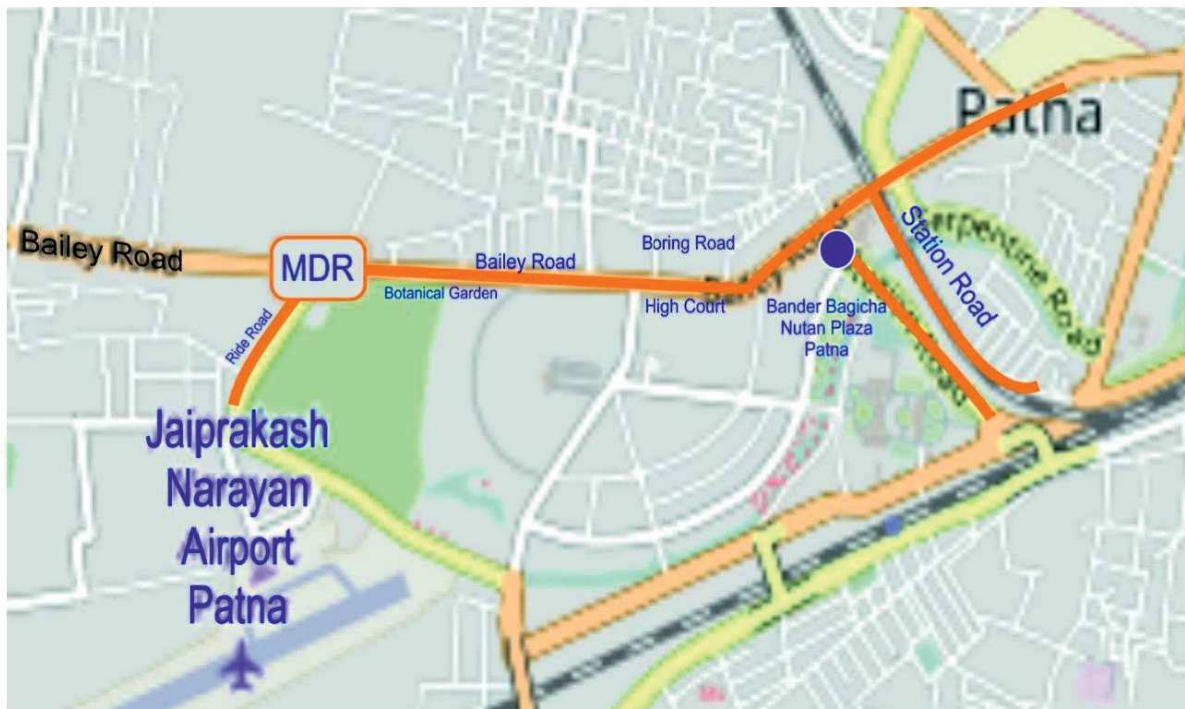 Patna
Station Road
Serpentine Road
Boring Road
Bailey Road
MDR
Bailey Road
Botanical Garden
High Court
Bander Bagicha
Nutan Plaza
Patna
Ride Road
Jaiprakash
Narayan
Airport
Patna